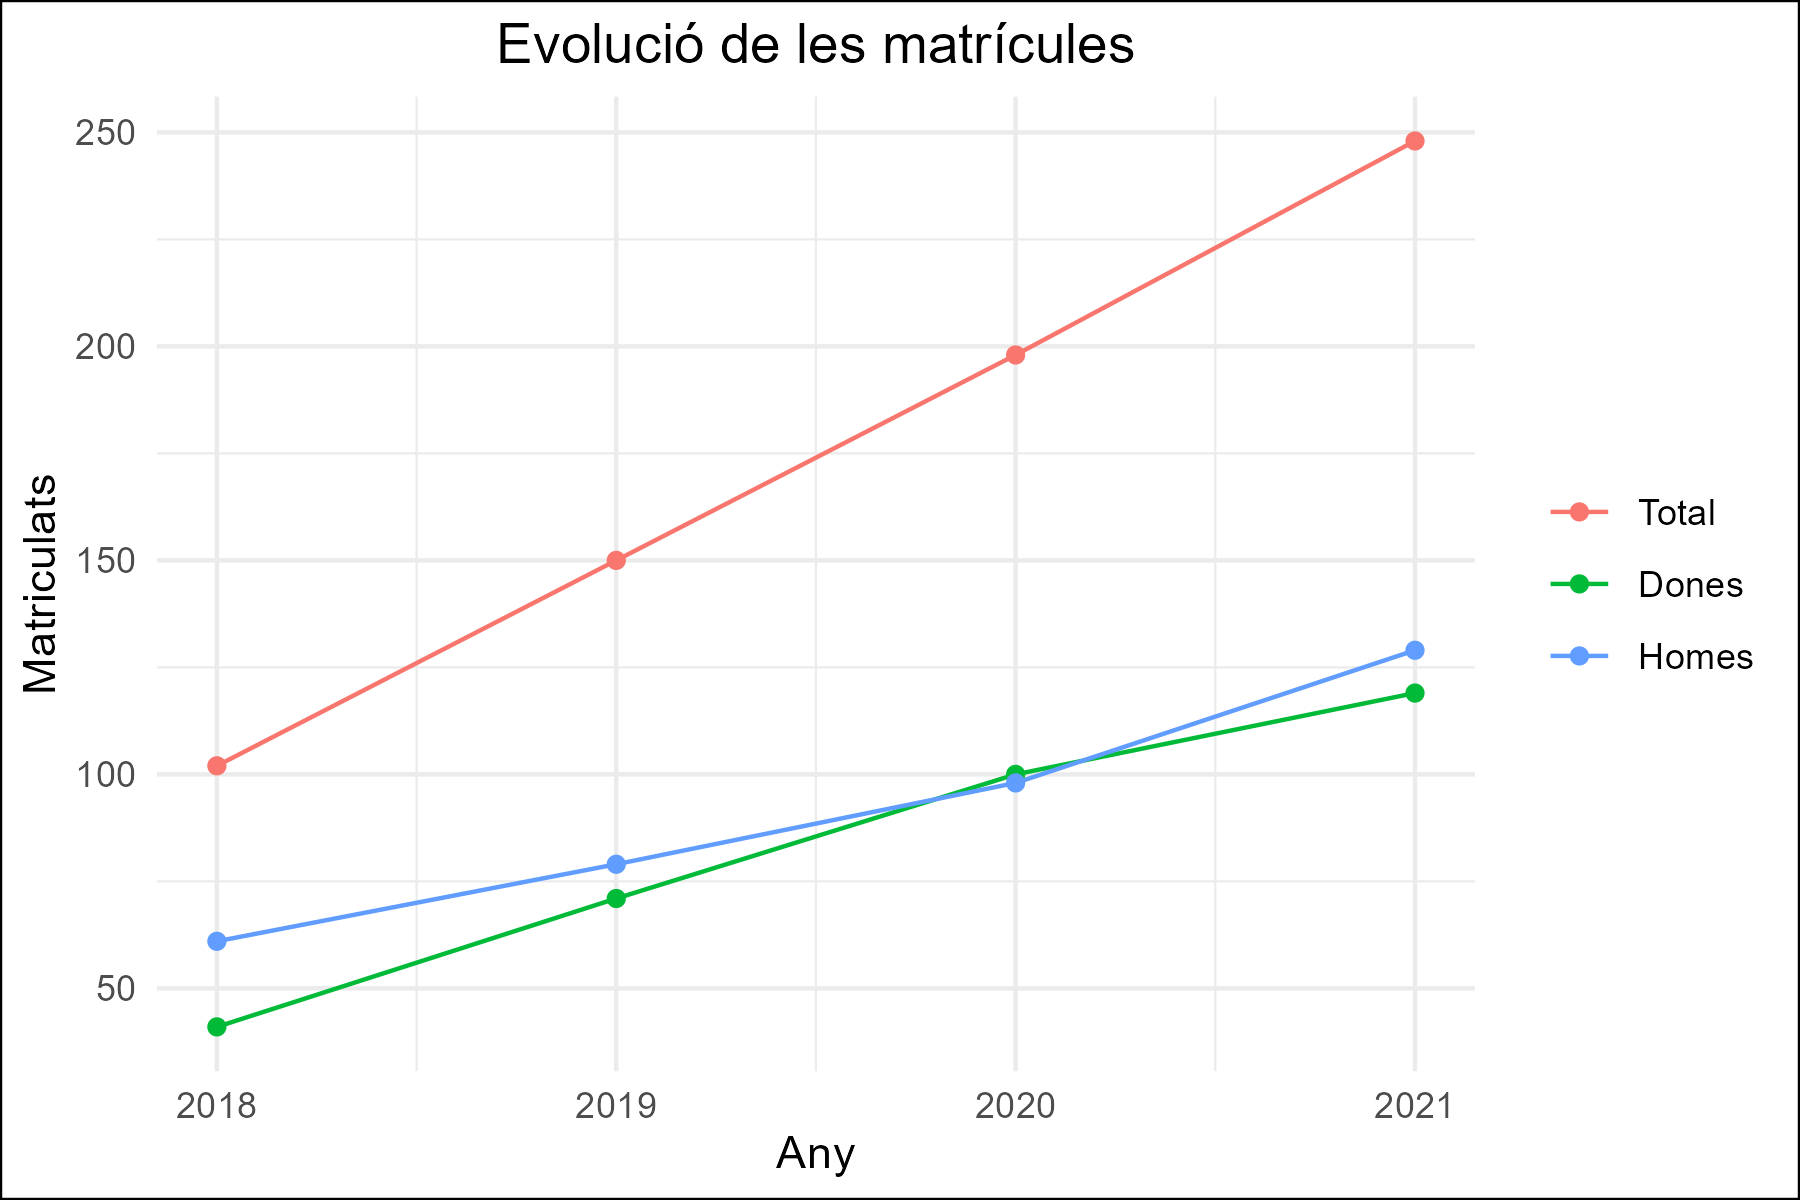 Evolució de les matrícules
Matriculats
250
200
150
100
50
2018
2019
2020
2021
Any
Total
Dones
Homes